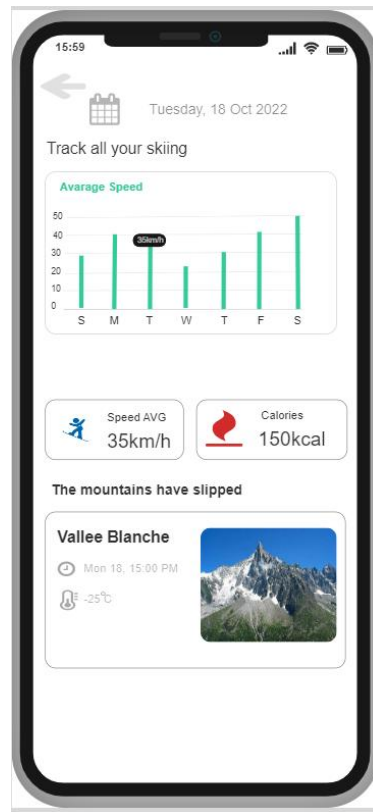 15:59
Tuesday, 18 Oct 2022
Track all your skiing
Avarage Speed
50
40
35km/h
30
20
10
0
S M T W T F S
Speed AVG
35km/h
Calories
150kcal
The mountains have slipped
Vallee Blanche
Mon 18, 15:00 PM
-25°C